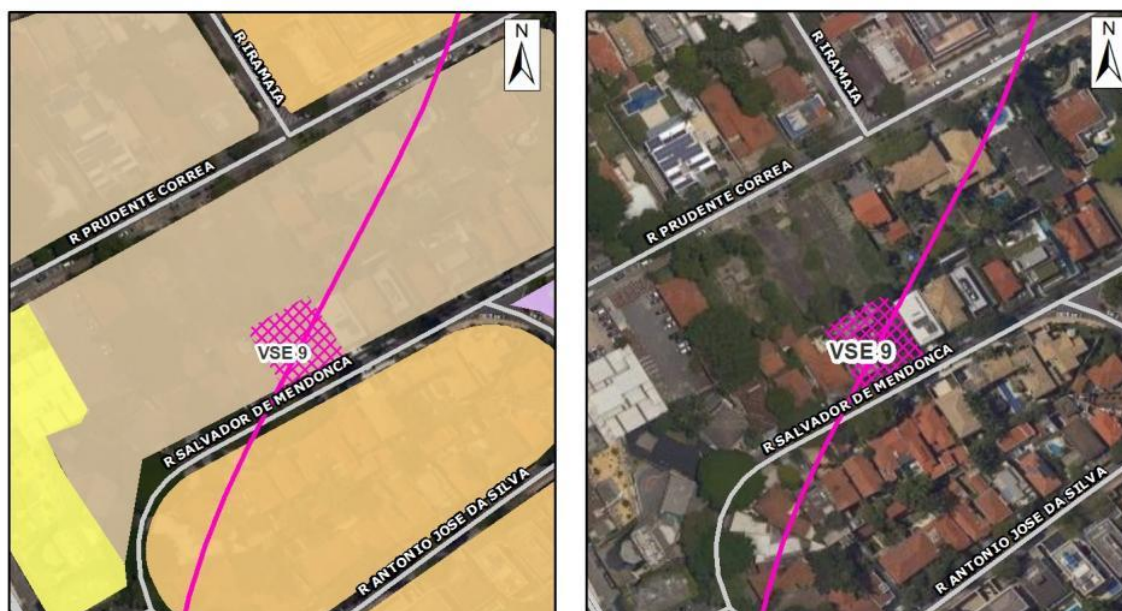 N
R IRAMAIA
R PRUDENTE CORREA
VSE 9
R SALVADOR DE MENDONCA
R ANTONIO JOSE DA SILVA
N
R IRAMAIA
R PRUDENTE CORREA
VSE 9
R SALVADOR DE MENDONCA
R ANTONIO JOSE DA SILVA